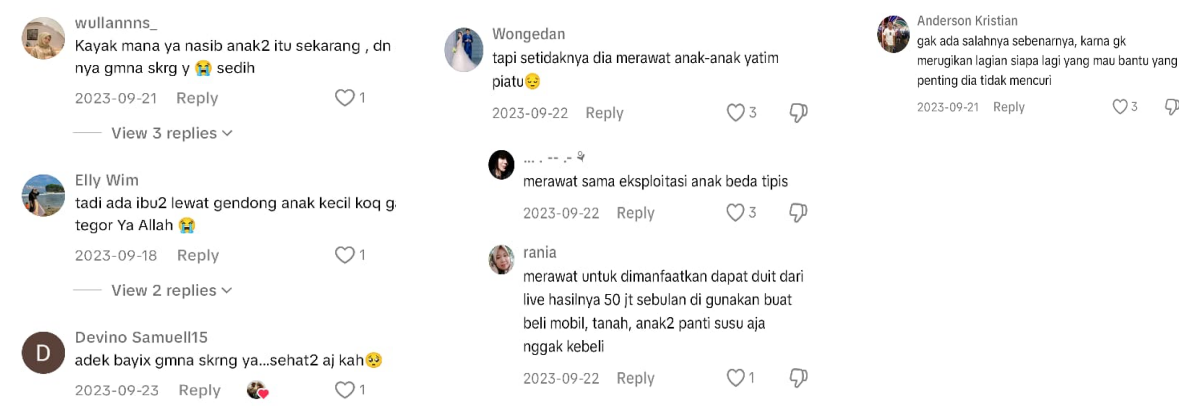 wullannns_
Kayak mana ya nasib anak2 itu sekarang , dn
nya gmna skrg y 😭 sedih
2023-09-21 Reply 1
View 3 replies
Elly Wim
tadi ada ibu2 lewat gendong anak kecil koq g
tegor Ya Allah 😭
2023-09-18 Reply 1
View 2 replies
D
Devino Samuell15
adek bayix gmna skrng ya...sehat2 aj kah🥺
2023-09-23 Reply 1
Wongedan
tapi setidaknya dia merawat anak-anak yatim
piatu😔
2023-09-22 Reply 3
... . -- .-
merawat sama eksploitasi anak beda tipis
2023-09-22 Reply 3
rania
merawat untuk dimanfaatkan dapat duit dari
live hasilnya 50 jt sebulan di gunakan buat
beli mobil, tanah, anak2 panti susu aja
nggak kebeli
2023-09-22 Reply 1
Anderson Kristian
gak ada salahnya sebenarnya, karna gk
merugikan lagian siapa lagi yang mau bantu yang
penting dia tidak mencuri
2023-09-21 Reply 3